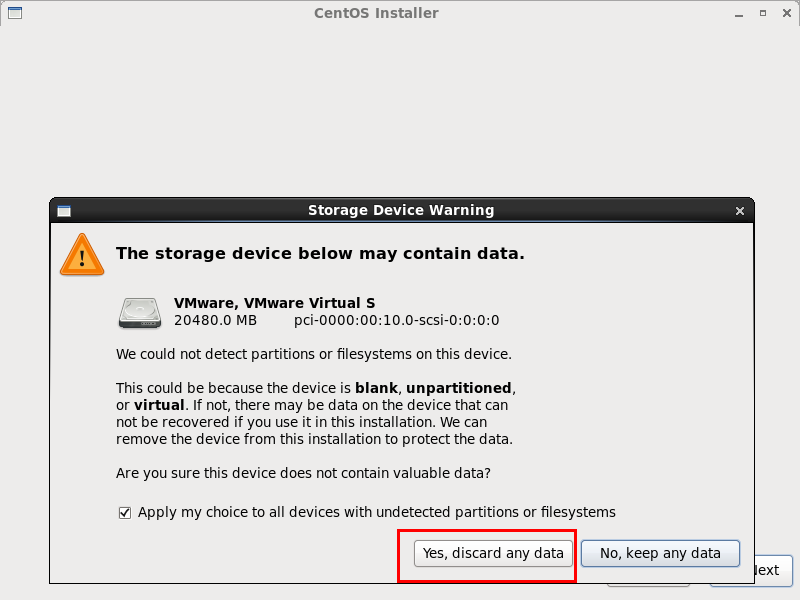 CentOS Installer
Storage Device Warning
The storage device below may contain data.
VMware, VMware Virtual S
20480.0 MB pci-0000:00:10.0-scsi-0:0:0:0
We could not detect partitions or filesystems on this device.
This could be because the device is blank, unpartitioned,
or virtual. If not, there may be data on the device that can
not be recovered if you use it in this installation. We can
remove the device from this installation to protect the data.
Are you sure this device does not contain valuable data?
Apply my choice to all devices with undetected partitions or filesystems
Yes, discard any data No, keep any data